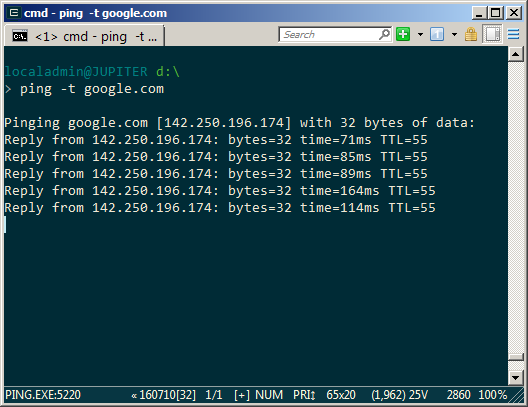 cmd - ping -t google.com
<1> cmd - ping -t ...
Search
localadmin@JUPITER d:\
> ping -t google.com
Pinging google.com [142.250.196.174] with 32 bytes of data:
Reply from 142.250.196.174: bytes=32 time=71ms TTL=55
Reply from 142.250.196.174: bytes=32 time=85ms TTL=55
Reply from 142.250.196.174: bytes=32 time=89ms TTL=55
Reply from 142.250.196.174: bytes=32 time=164ms TTL=55
Reply from 142.250.196.174: bytes=32 time=114ms TTL=55
PING.EXE:5220 « 160710[32] 1/1 [+] NUM PRI↕ 65x20 (1,962) 25V 2860 100%